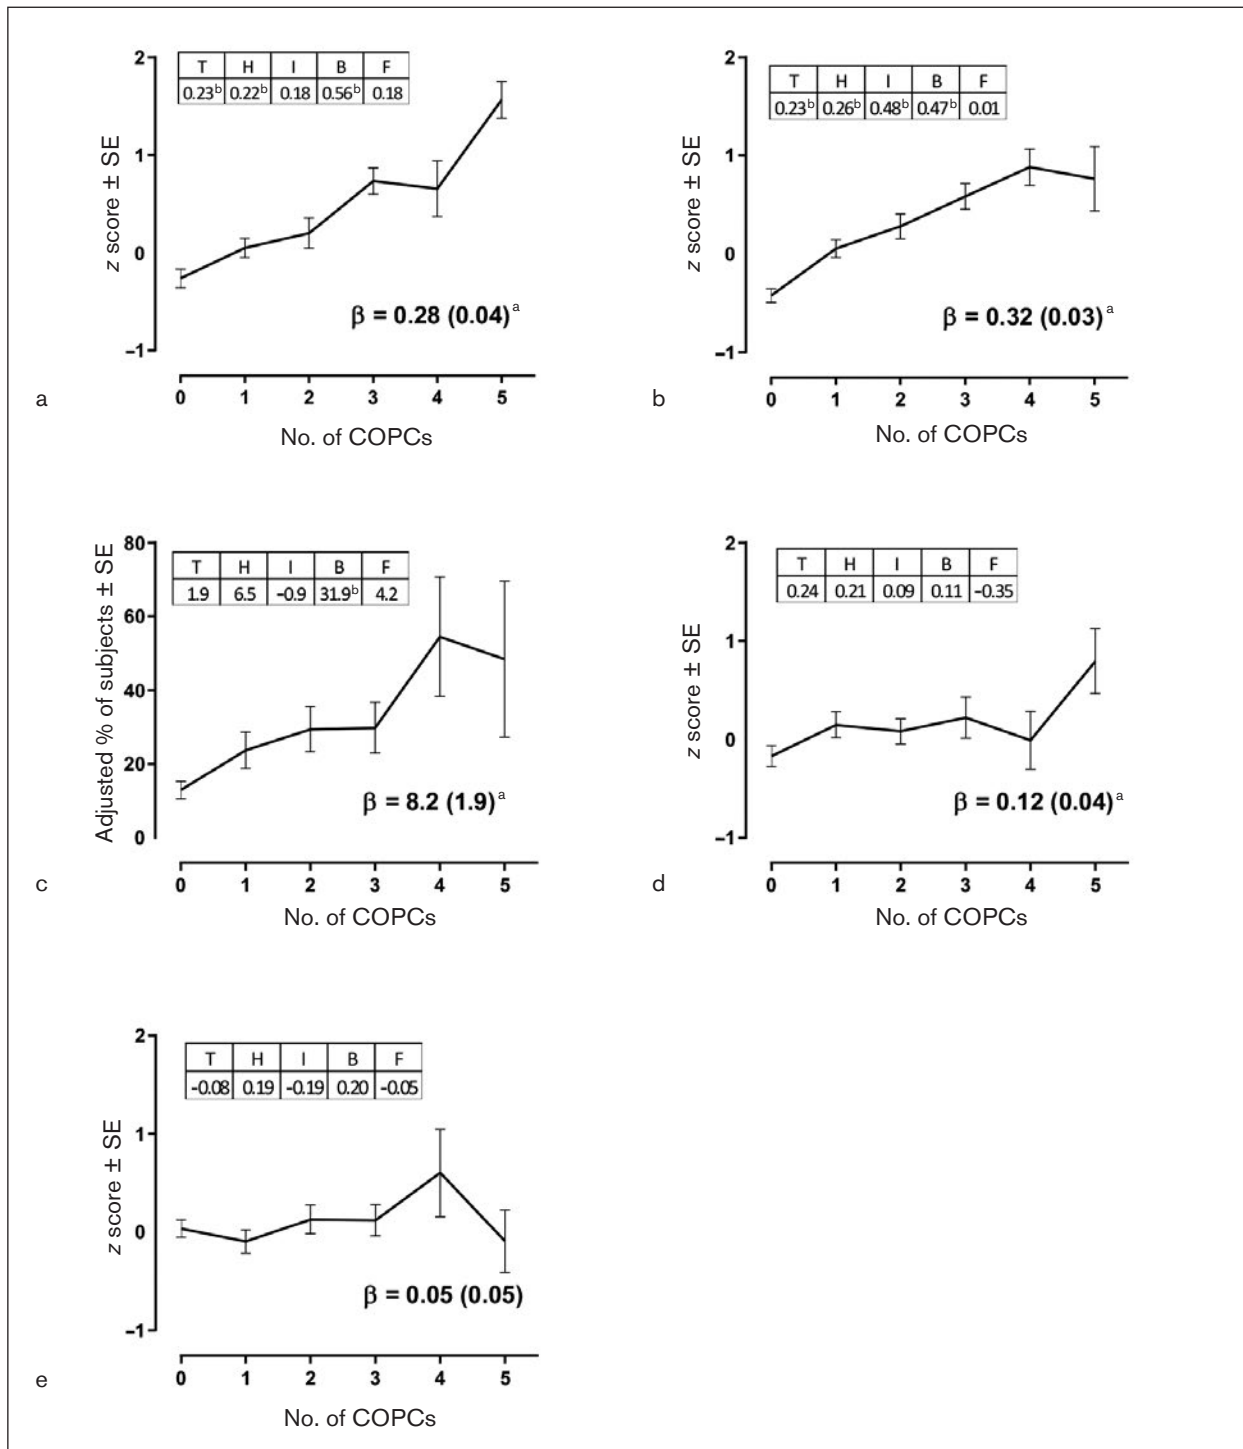 2
T H I B F
0.23b 0.22b 0.18 0.56b 0.18
1
0
–1
z score ± SE
β = 0.28 (0.04)a
0 1 2 3 4 5
No. of COPCs
a
2
T H I B F
0.23b 0.26b 0.48b 0.47b 0.01
1
0
–1
z score ± SE
β = 0.32 (0.03)a
0 1 2 3 4 5
No. of COPCs
b
80
T H I B F
1.9 6.5 –0.9 31.9b 4.2
60
40
20
0
Adjusted % of subjects ± SE
β = 8.2 (1.9)a
0 1 2 3 4 5
No. of COPCs
c
2
T H I B F
0.24 0.21 0.09 0.11 –0.35
1
0
–1
z score ± SE
β = 0.12 (0.04)a
0 1 2 3 4 5
No. of COPCs
d
2
T H I B F
–0.08 0.19 –0.19 0.20 –0.05
1
0
–1
z score ± SE
β = 0.05 (0.05)
0 1 2 3 4 5
No. of COPCs
e